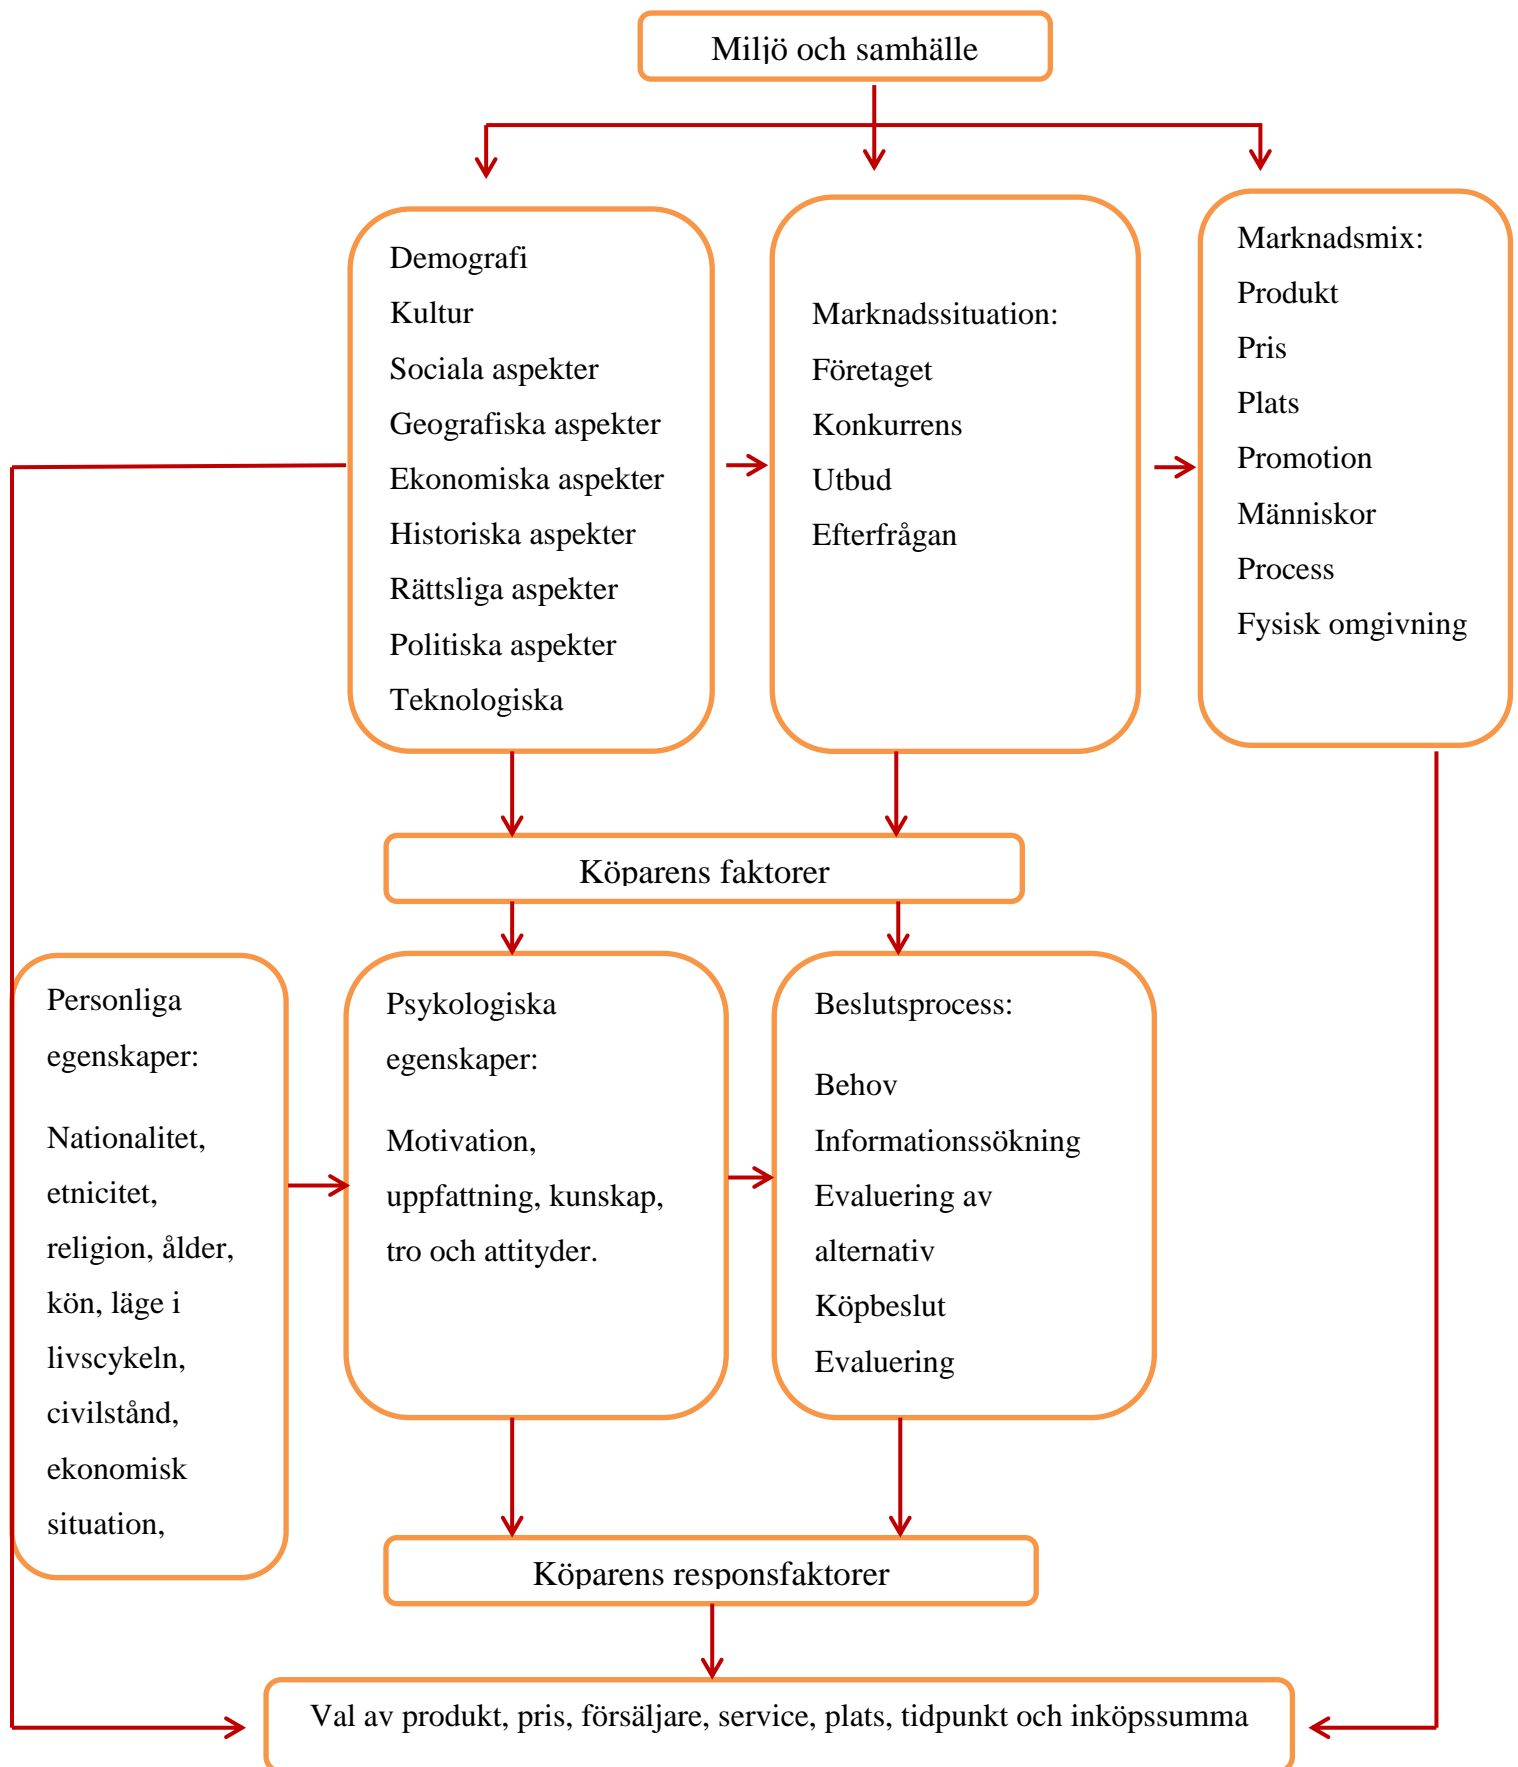 Miljö och samhälle
Demografi
Kultur
Sociala aspekter
Geografiska aspekter
Ekonomiska aspekter
Historiska aspekter
Rättsliga aspekter
Politiska aspekter
Teknologiska
Marknadssituation:
Företaget
Konkurrens
Utbud
Efterfrågan
Marknadsmix:
Produkt
Pris
Plats
Promotion
Människor
Process
Fysisk omgivning
Köparens faktorer
Personliga
egenskaper:
Nationalitet,
etnicitet,
religion, ålder,
kön, läge i
livscykeln,
civilstånd,
ekonomisk
situation,
Psykologiska
egenskaper:
Motivation,
uppfattning, kunskap,
tro och attityder.
Beslutsprocess:
Behov
Informationssökning
Evaluering av
alternativ
Köpbeslut
Evaluering
Köparens responsfaktorer
Val av produkt, pris, försäljare, service, plats, tidpunkt och inköpssumma